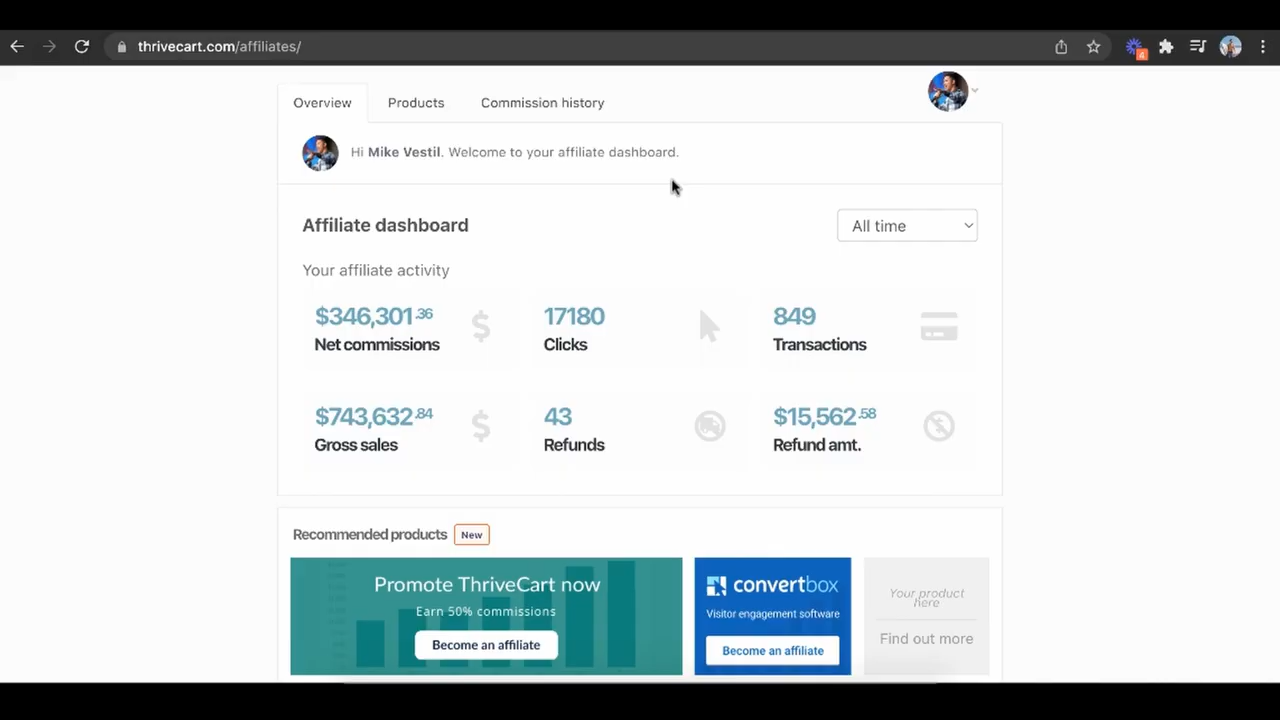 thrivecart.com/affiliates/
4
Overview
Products
Commission history
Hi Mike Vestil. Welcome to your affiliate dashboard.
Affiliate dashboard
All time
Your affiliate activity
$346,301.36
Net commissions
17180
Clicks
849
Transactions
$743,632.84
Gross sales
43
Refunds
$15,562.58
Refund amt.
Recommended products
New
Promote ThriveCart now
Earn 50% commissions
Become an affiliate
convertbox
Visitor engagement software
Become an affiliate
Your product
here
Find out more